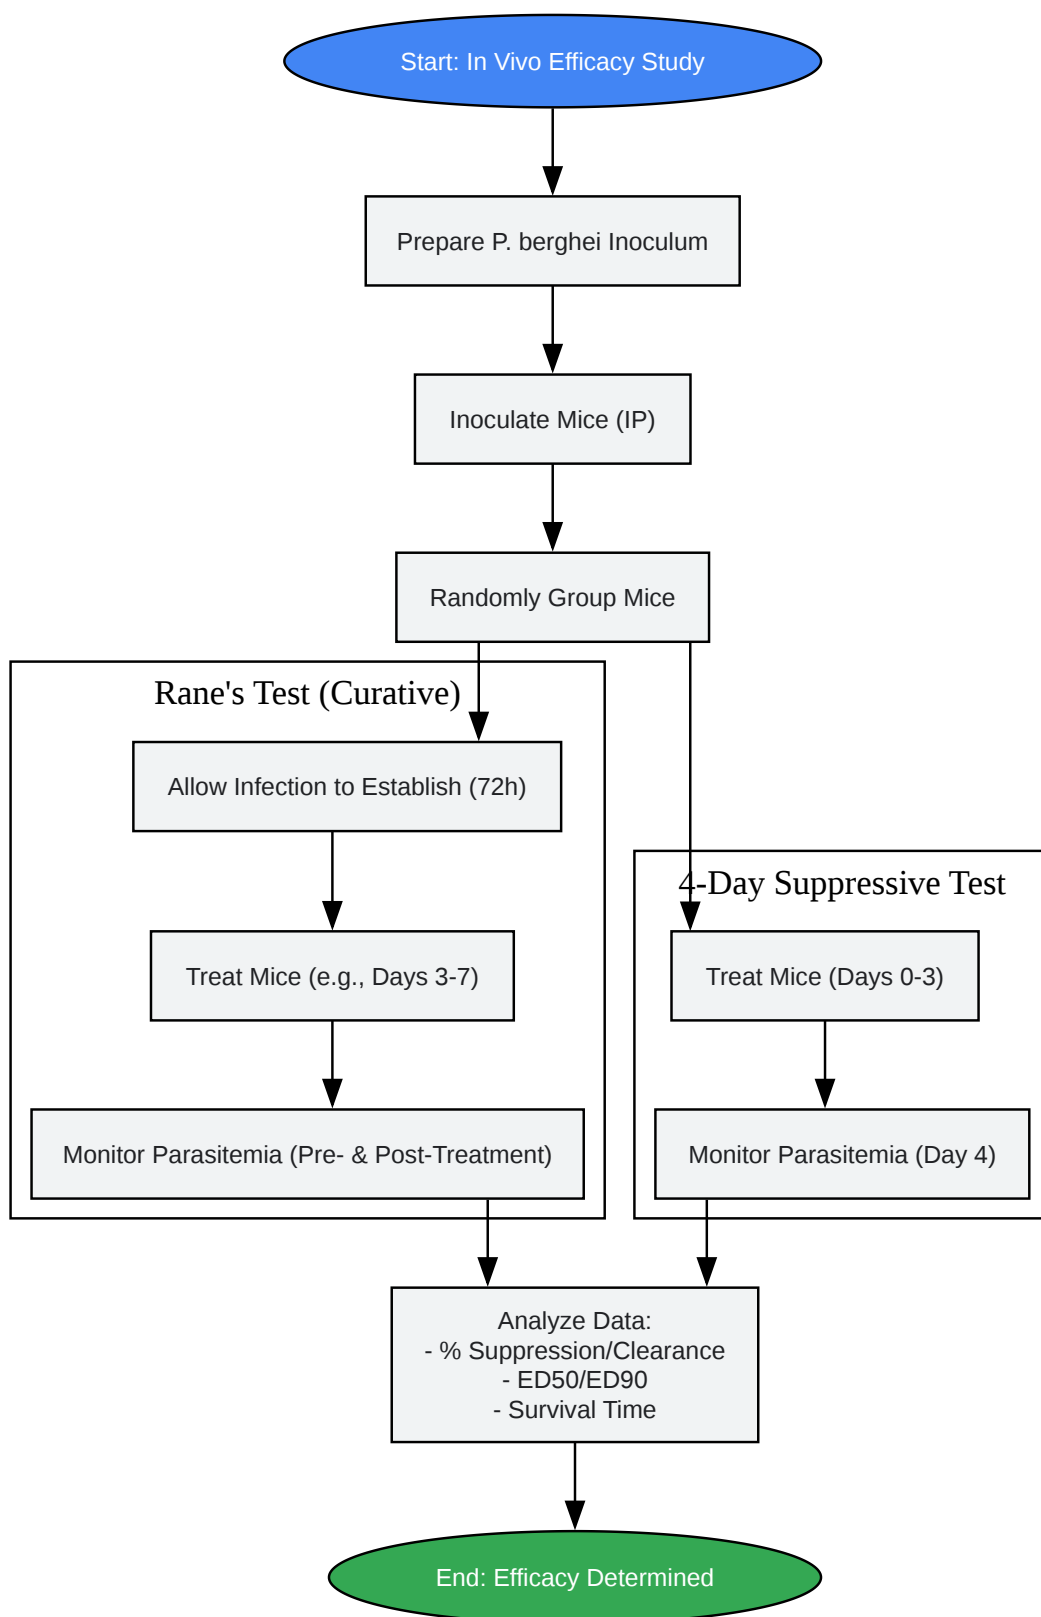 Start: In Vivo Efficacy Study
Prepare P. berghei Inoculum
Inoculate Mice (IP)
Randomly Group Mice
Rane's Test (Curative)
Allow Infection to Establish (72h)
Treat Mice (e.g., Days 3-7)
Monitor Parasitemia (Pre- & Post-Treatment)
4-Day Suppressive Test
Treat Mice (Days 0-3)
Monitor Parasitemia (Day 4)
Analyze Data:
- % Suppression/Clearance
- ED50/ED90
- Survival Time
End: Efficacy Determined